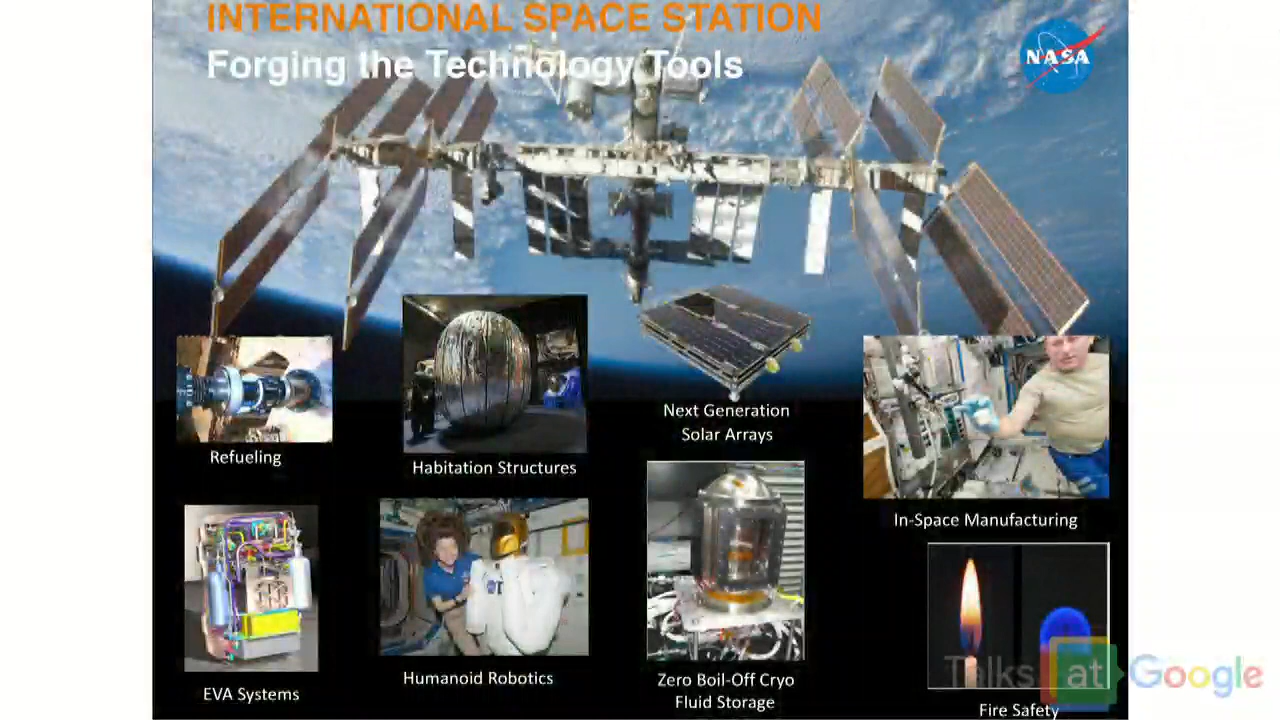 INTERNATIONAL SPACE STATION
Forging the Technology Tools
NASA
Refueling
Habitation Structures
Next Generation
Solar Arrays
In-Space Manufacturing
EVA Systems
Humanoid Robotics
Zero Boil-Off Cryo
Fluid Storage
Fire Safety
Talks at Google